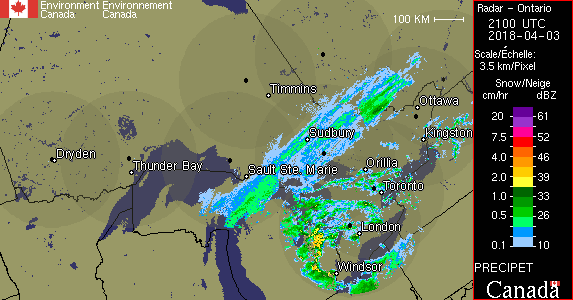 Environment Environnement
Canada Canada
100 KM
Timmins
Ottawa
Sudbury
Kingston
Dryden
Thunder Bay
Sault Ste. Marie
Orillia
Toronto
London
Windsor
Radar - Ontario
2100 UTC
2018-04-03
Scale/Échelle:
3.5 km/Pixel
Snow/Neige
cm/hr dBZ
20 61
7.5 52
4.0 46
2.0 39
1.0 33
0.5 26
0.1 10
PRECIPET
Canada